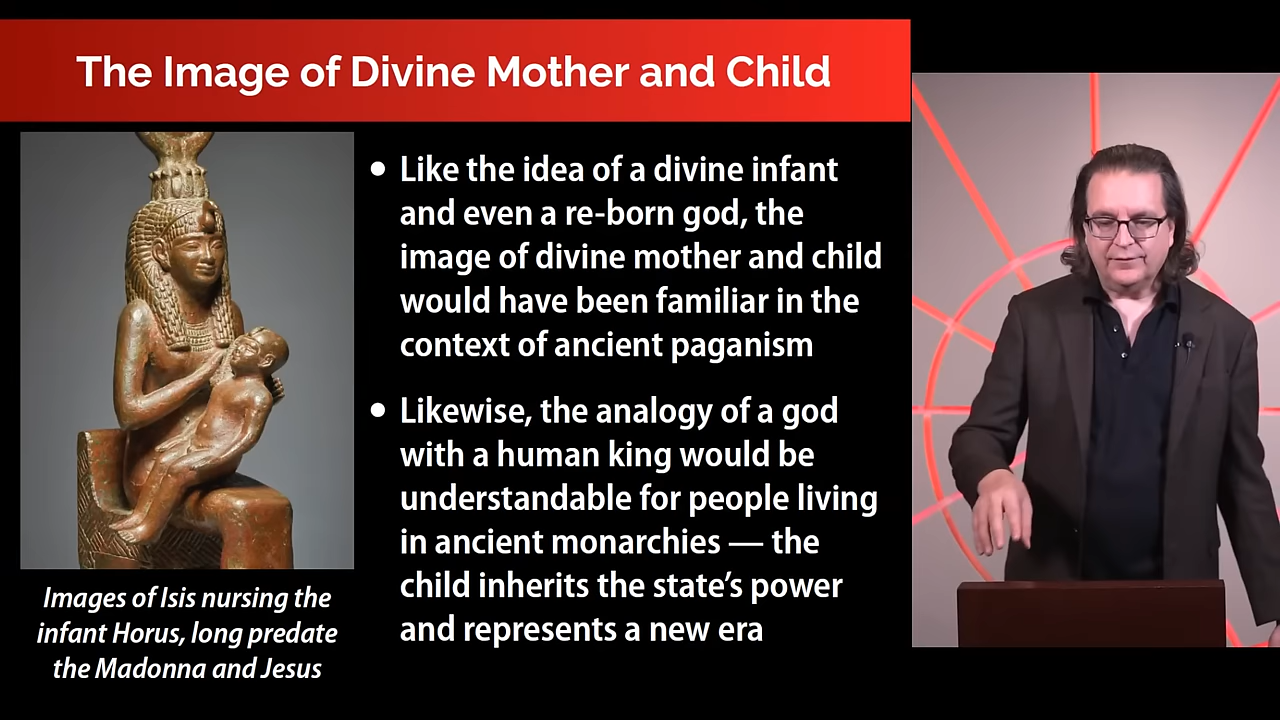 The Image of Divine Mother and Child
• Like the idea of a divine infant
and even a re-born god, the
image of divine mother and child
would have been familiar in the
context of ancient paganism
• Likewise, the analogy of a god
with a human king would be
understandable for people living
in ancient monarchies — the
child inherits the state's power
and represents a new era
Images of Isis nursing the
infant Horus, long predate
the Madonna and Jesus